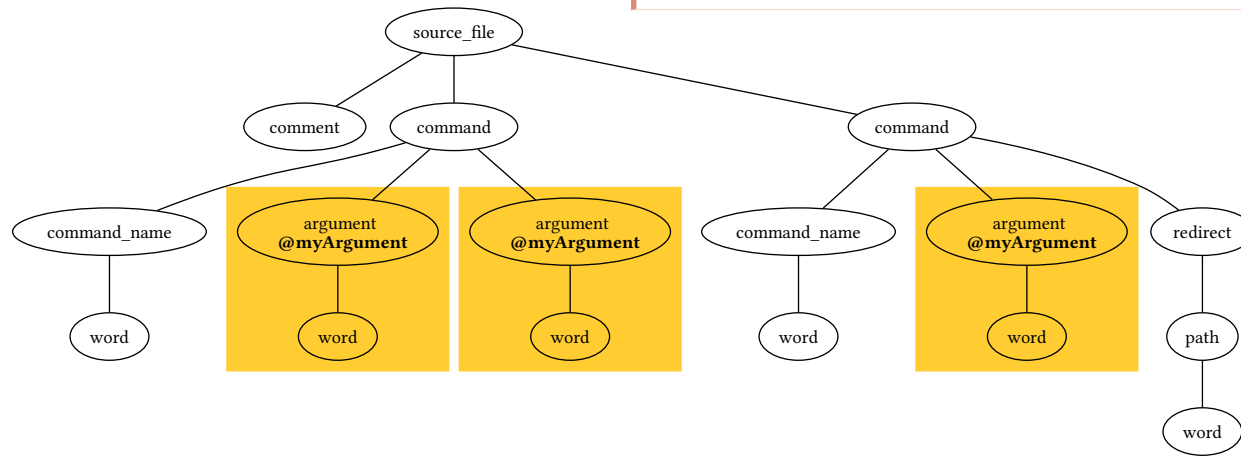 source_file
comment
command
command
command_name
argument
@myArgument
argument
@myArgument
command_name
argument
@myArgument
redirect
word
word
word
word
word
path
word